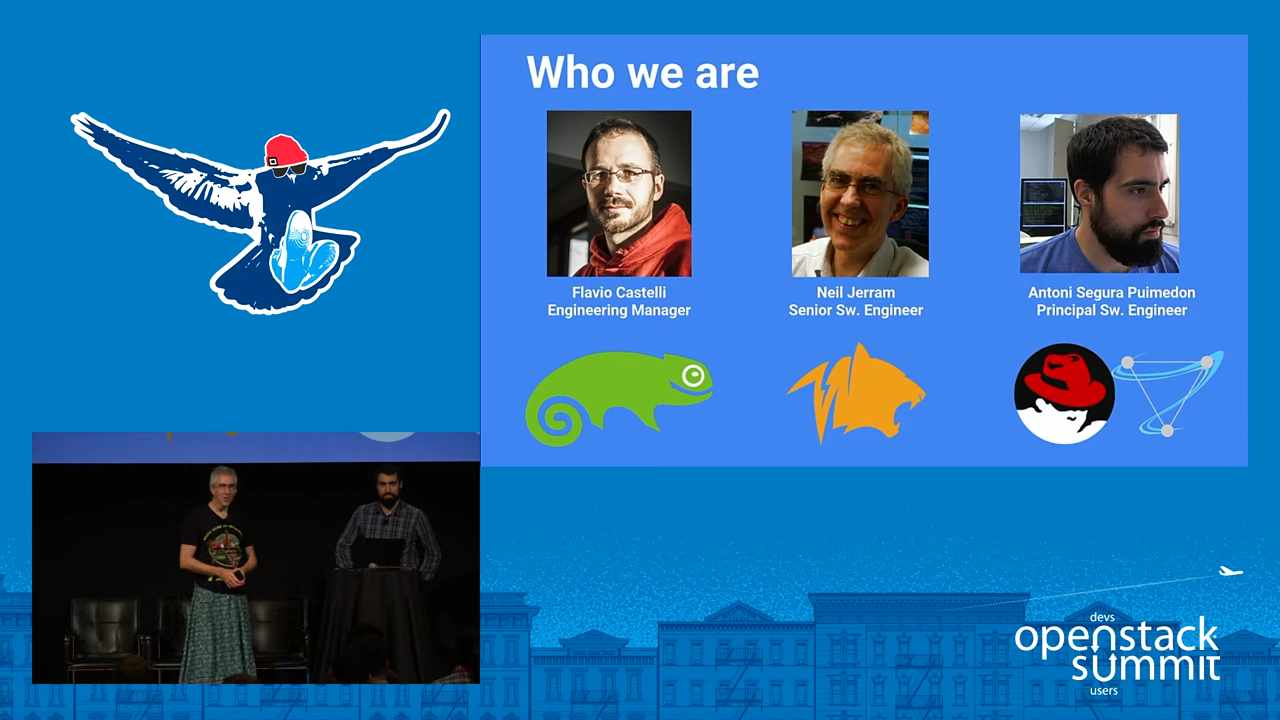 Who we are
Flavio Castelli
Engineering Manager
Neil Jerram
Senior Sw. Engineer
Antoni Segura Puimedon
Principal Sw. Engineer
devs
openstack
summit
users